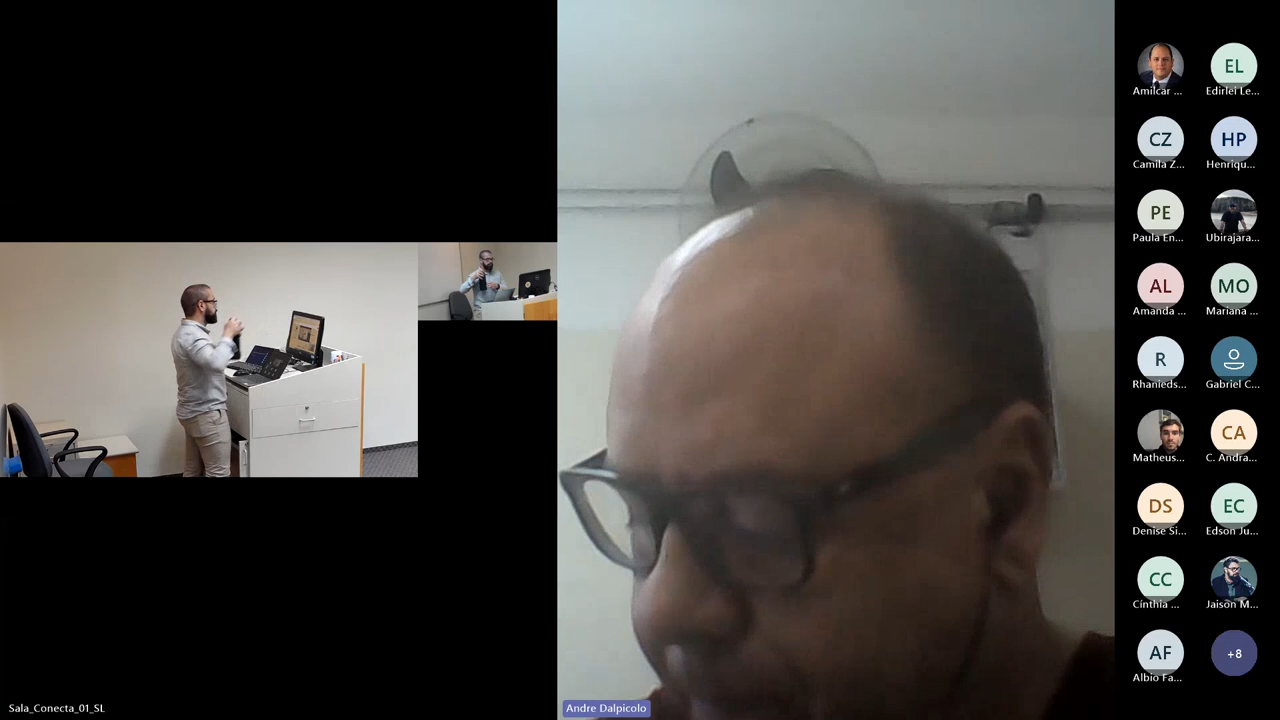 Sala_Conecta_01_SL
Andre Dalpicolo
Amilcar ...
EL
Edirlei Le...
CZ
Camila Z...
HP
Henriqu...
PE
Paula En...
Ubirajara...
AL
Amanda ...
MO
Mariana ...
R
Rhanieds...
Gabriel C...
Matheus...
CA
C. Andra...
DS
Denise Si...
EC
Edson Ju...
CC
Cínthia ...
Jaison M...
AF
Albio Fa...
+8